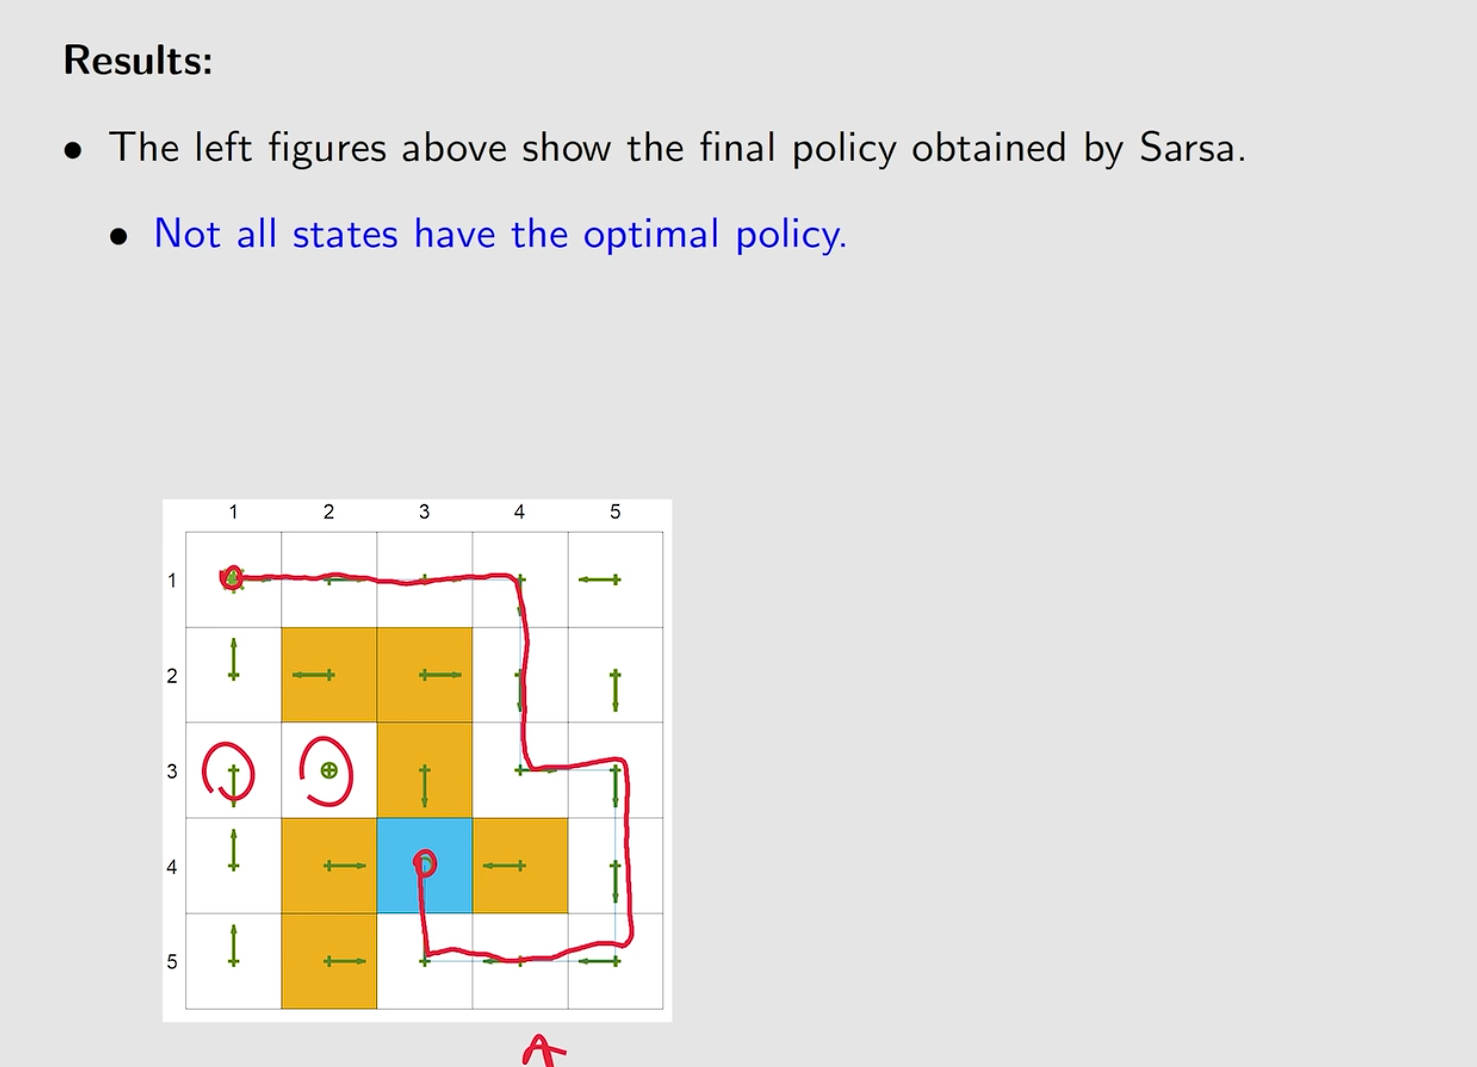 Results:
• The left figures above show the final policy obtained by Sarsa.
• Not all states have the optimal policy.
1 2 3 4 5
1
2
3
4
5